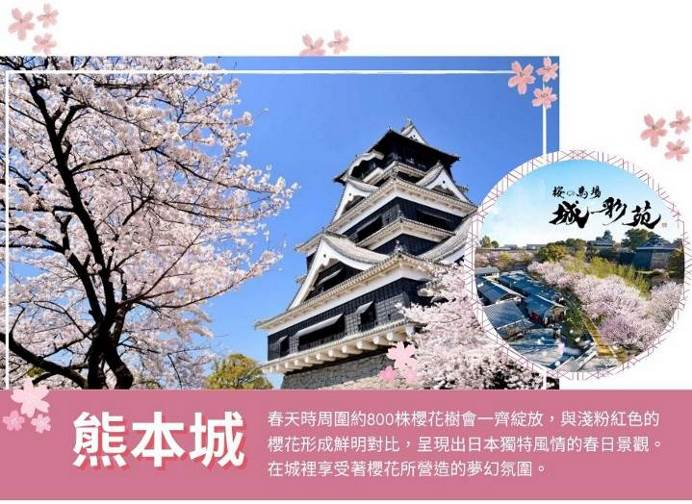 桜の馬場
城彩苑
熊本城
春天時周圍約800株櫻花樹會一齊綻放，與淺粉紅色的
櫻花形成鮮明對比，呈現出日本獨特風情的春日景觀。
在城裡享受著櫻花所營造的夢幻氛圍。